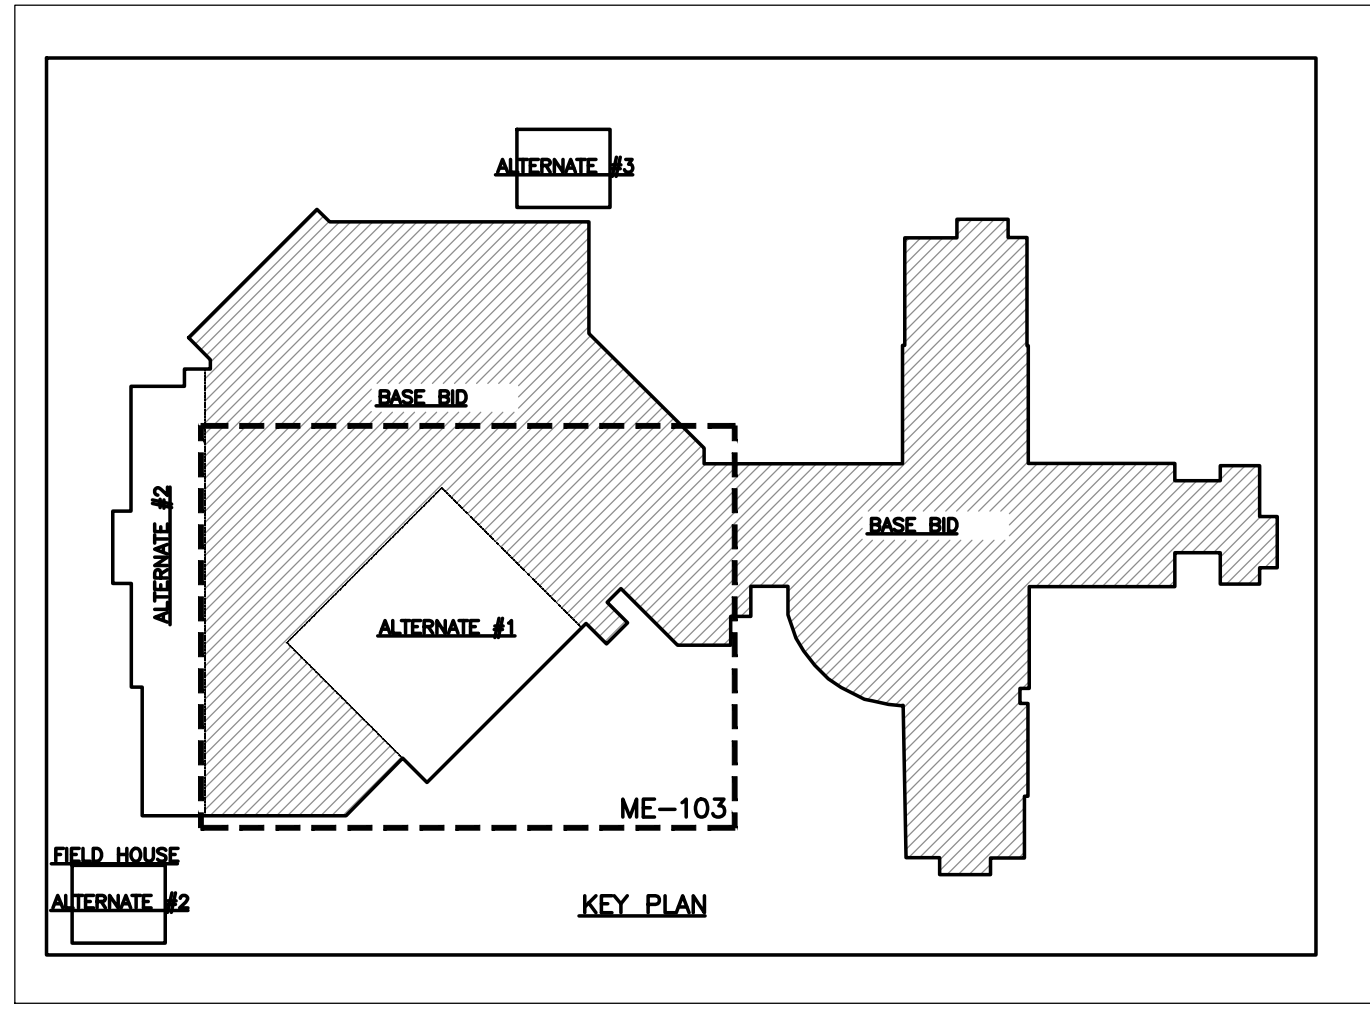 ALTERNATE #3
BASE BID
ALTERNATE #2
BASE BID
ALTERNATE #1
ME-103
FIELD HOUSE
ALTERNATE #2
KEY PLAN